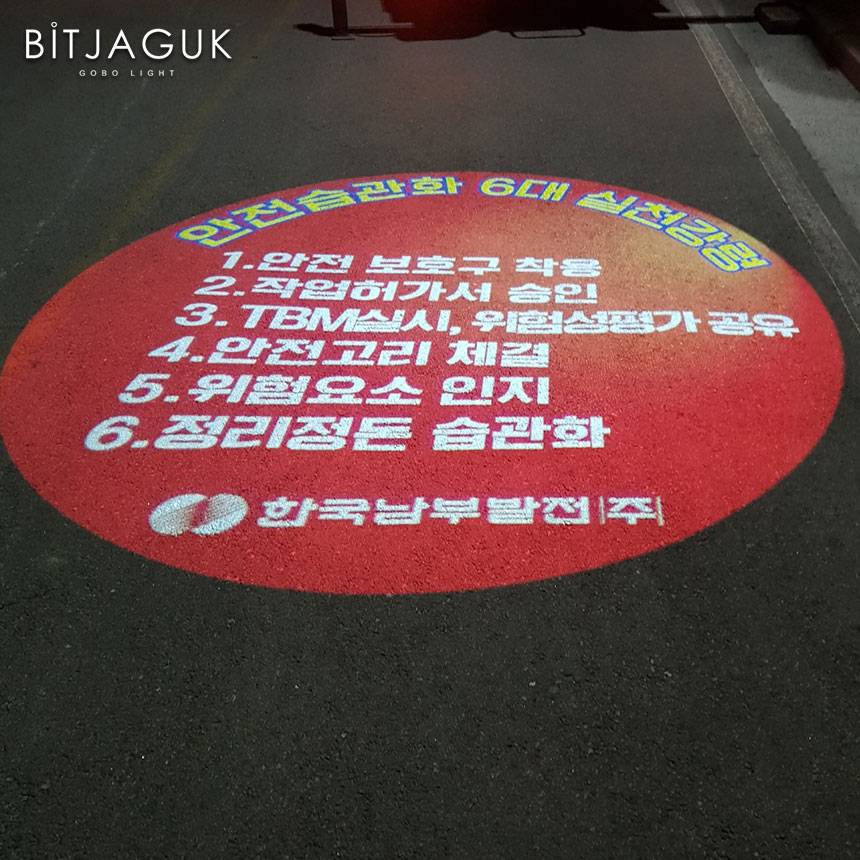 BITJAGUK
GOBO LIGHT
안전습관화 6대 실천강령
1.안전 보호구 착용
2.작업허가서 승인
3. TBM실시, 위험성평가 공유
4.안전고리 체결
5.위험요소 인지
6.정리정돈 습관화
한국남부발전(주)